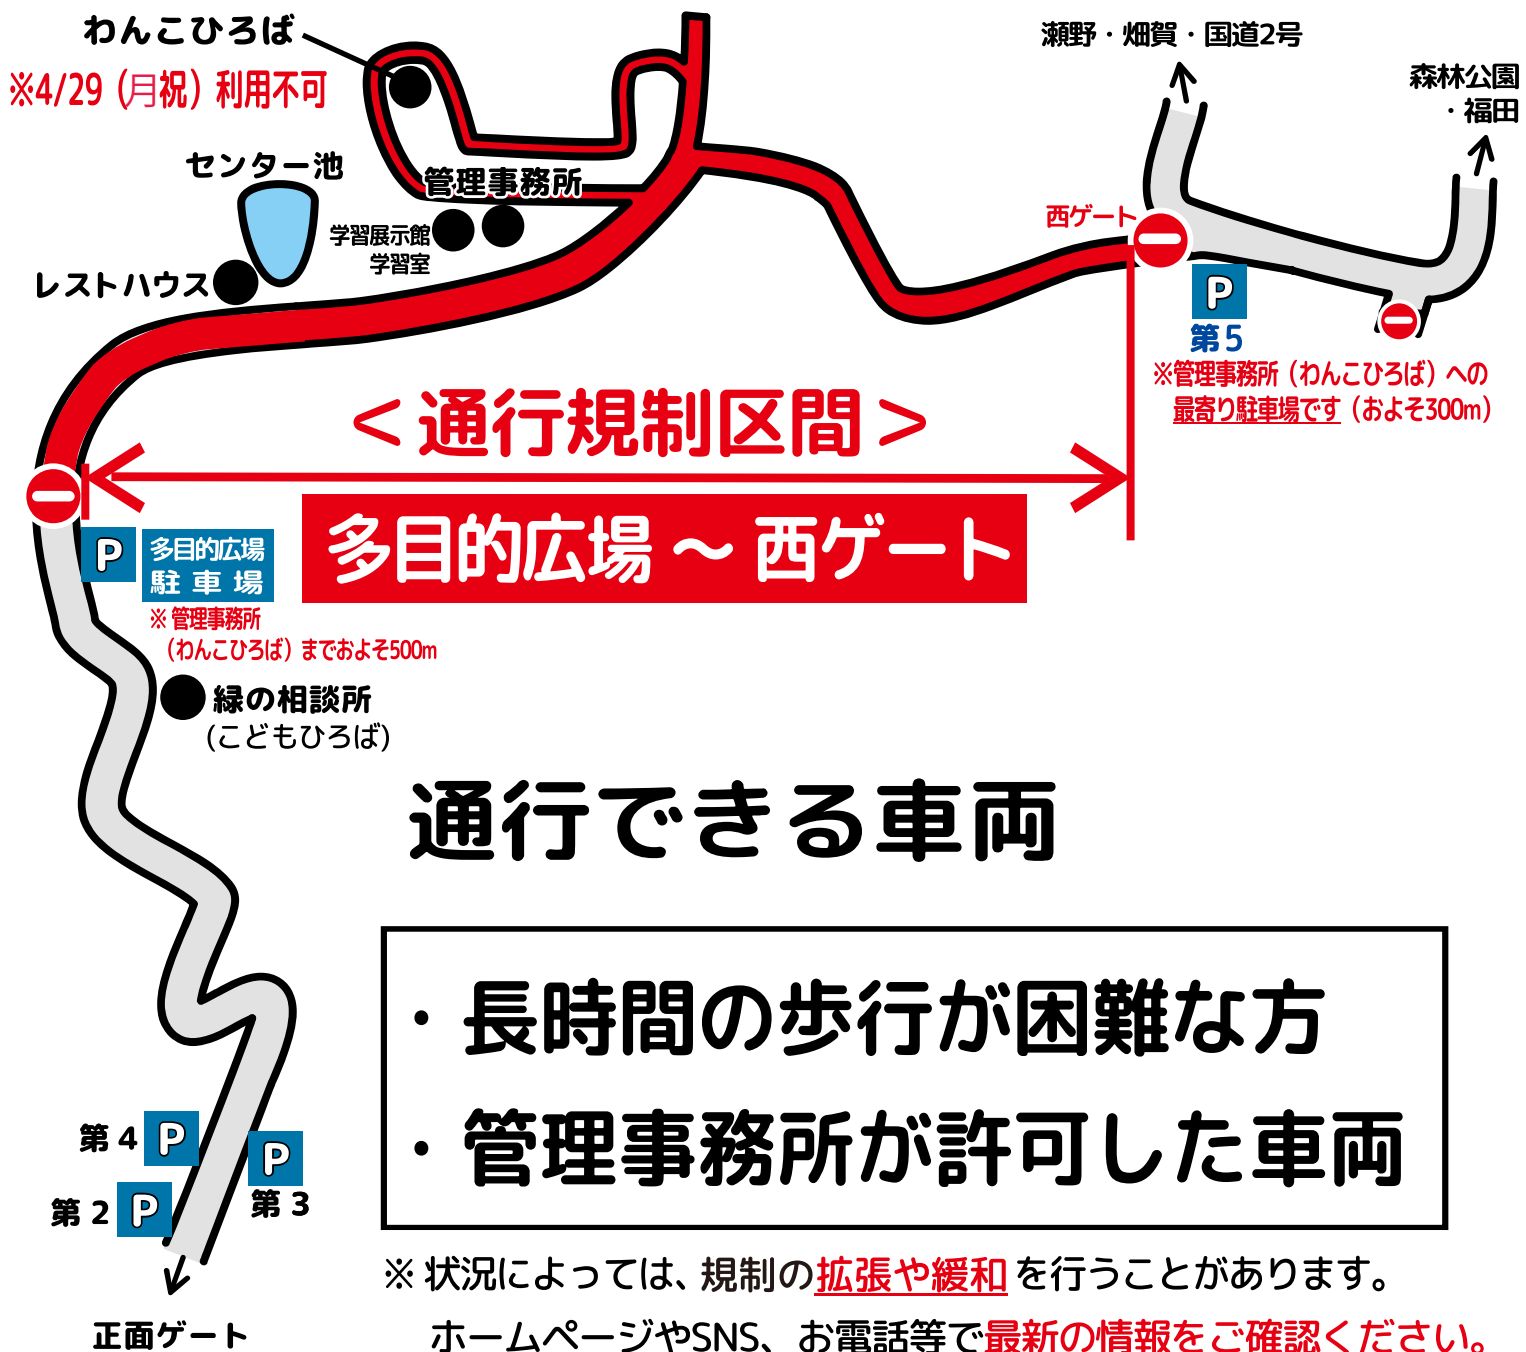 わんこひろば
※4/29（月祝）利用不可
瀬野・畑賀・国道2号
森林公園
・福田
センター池
管理事務所
学習展示館
学習室
レストハウス
西ゲート
P
第5
※管理事務所（わんこひろば）への
最寄り駐車場です（およそ300m）
＜通行規制区間＞
多目的広場～西ゲート
P
多目的広場
駐車場
※管理事務所
（わんこひろば）までおよそ500m
緑の相談所
(こどもひろば)
通行できる車両
・長時間の歩行が困難な方
・管理事務所が許可した車両
第4 P
P
第3
第2 P
正面ゲート
※状況によっては、規制の拡張や緩和を行うことがあります。
ホームページやSNS、お電話等で最新の情報をご確認ください。